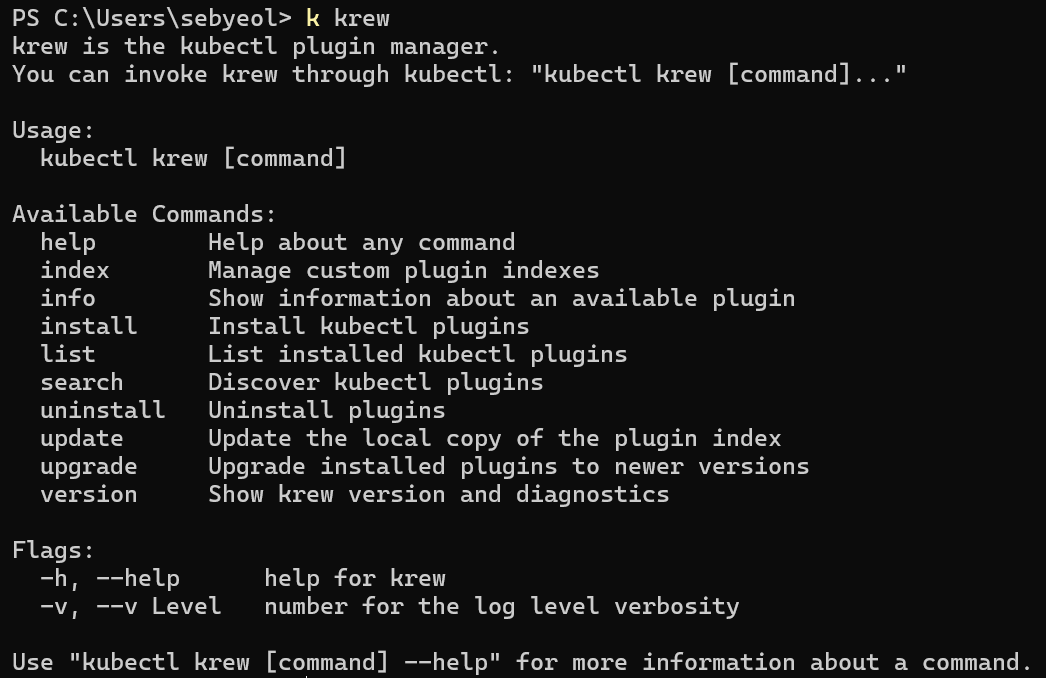 PS C:\Users\sebyeol> k krew
krew is the kubectl plugin manager.
You can invoke krew through kubectl: "kubectl krew [command]..."

Usage:
  kubectl krew [command]

Available Commands:
  help        Help about any command
  index       Manage custom plugin indexes
  info        Show information about an available plugin
  install     Install kubectl plugins
  list        List installed kubectl plugins
  search      Discover kubectl plugins
  uninstall   Uninstall plugins
  update      Update the local copy of the plugin index
  upgrade     Upgrade installed plugins to newer versions
  version     Show krew version and diagnostics

Flags:
  -h, --help      help for krew
  -v, --v Level   number for the log level verbosity

Use "kubectl krew [command] --help" for more information about a command.